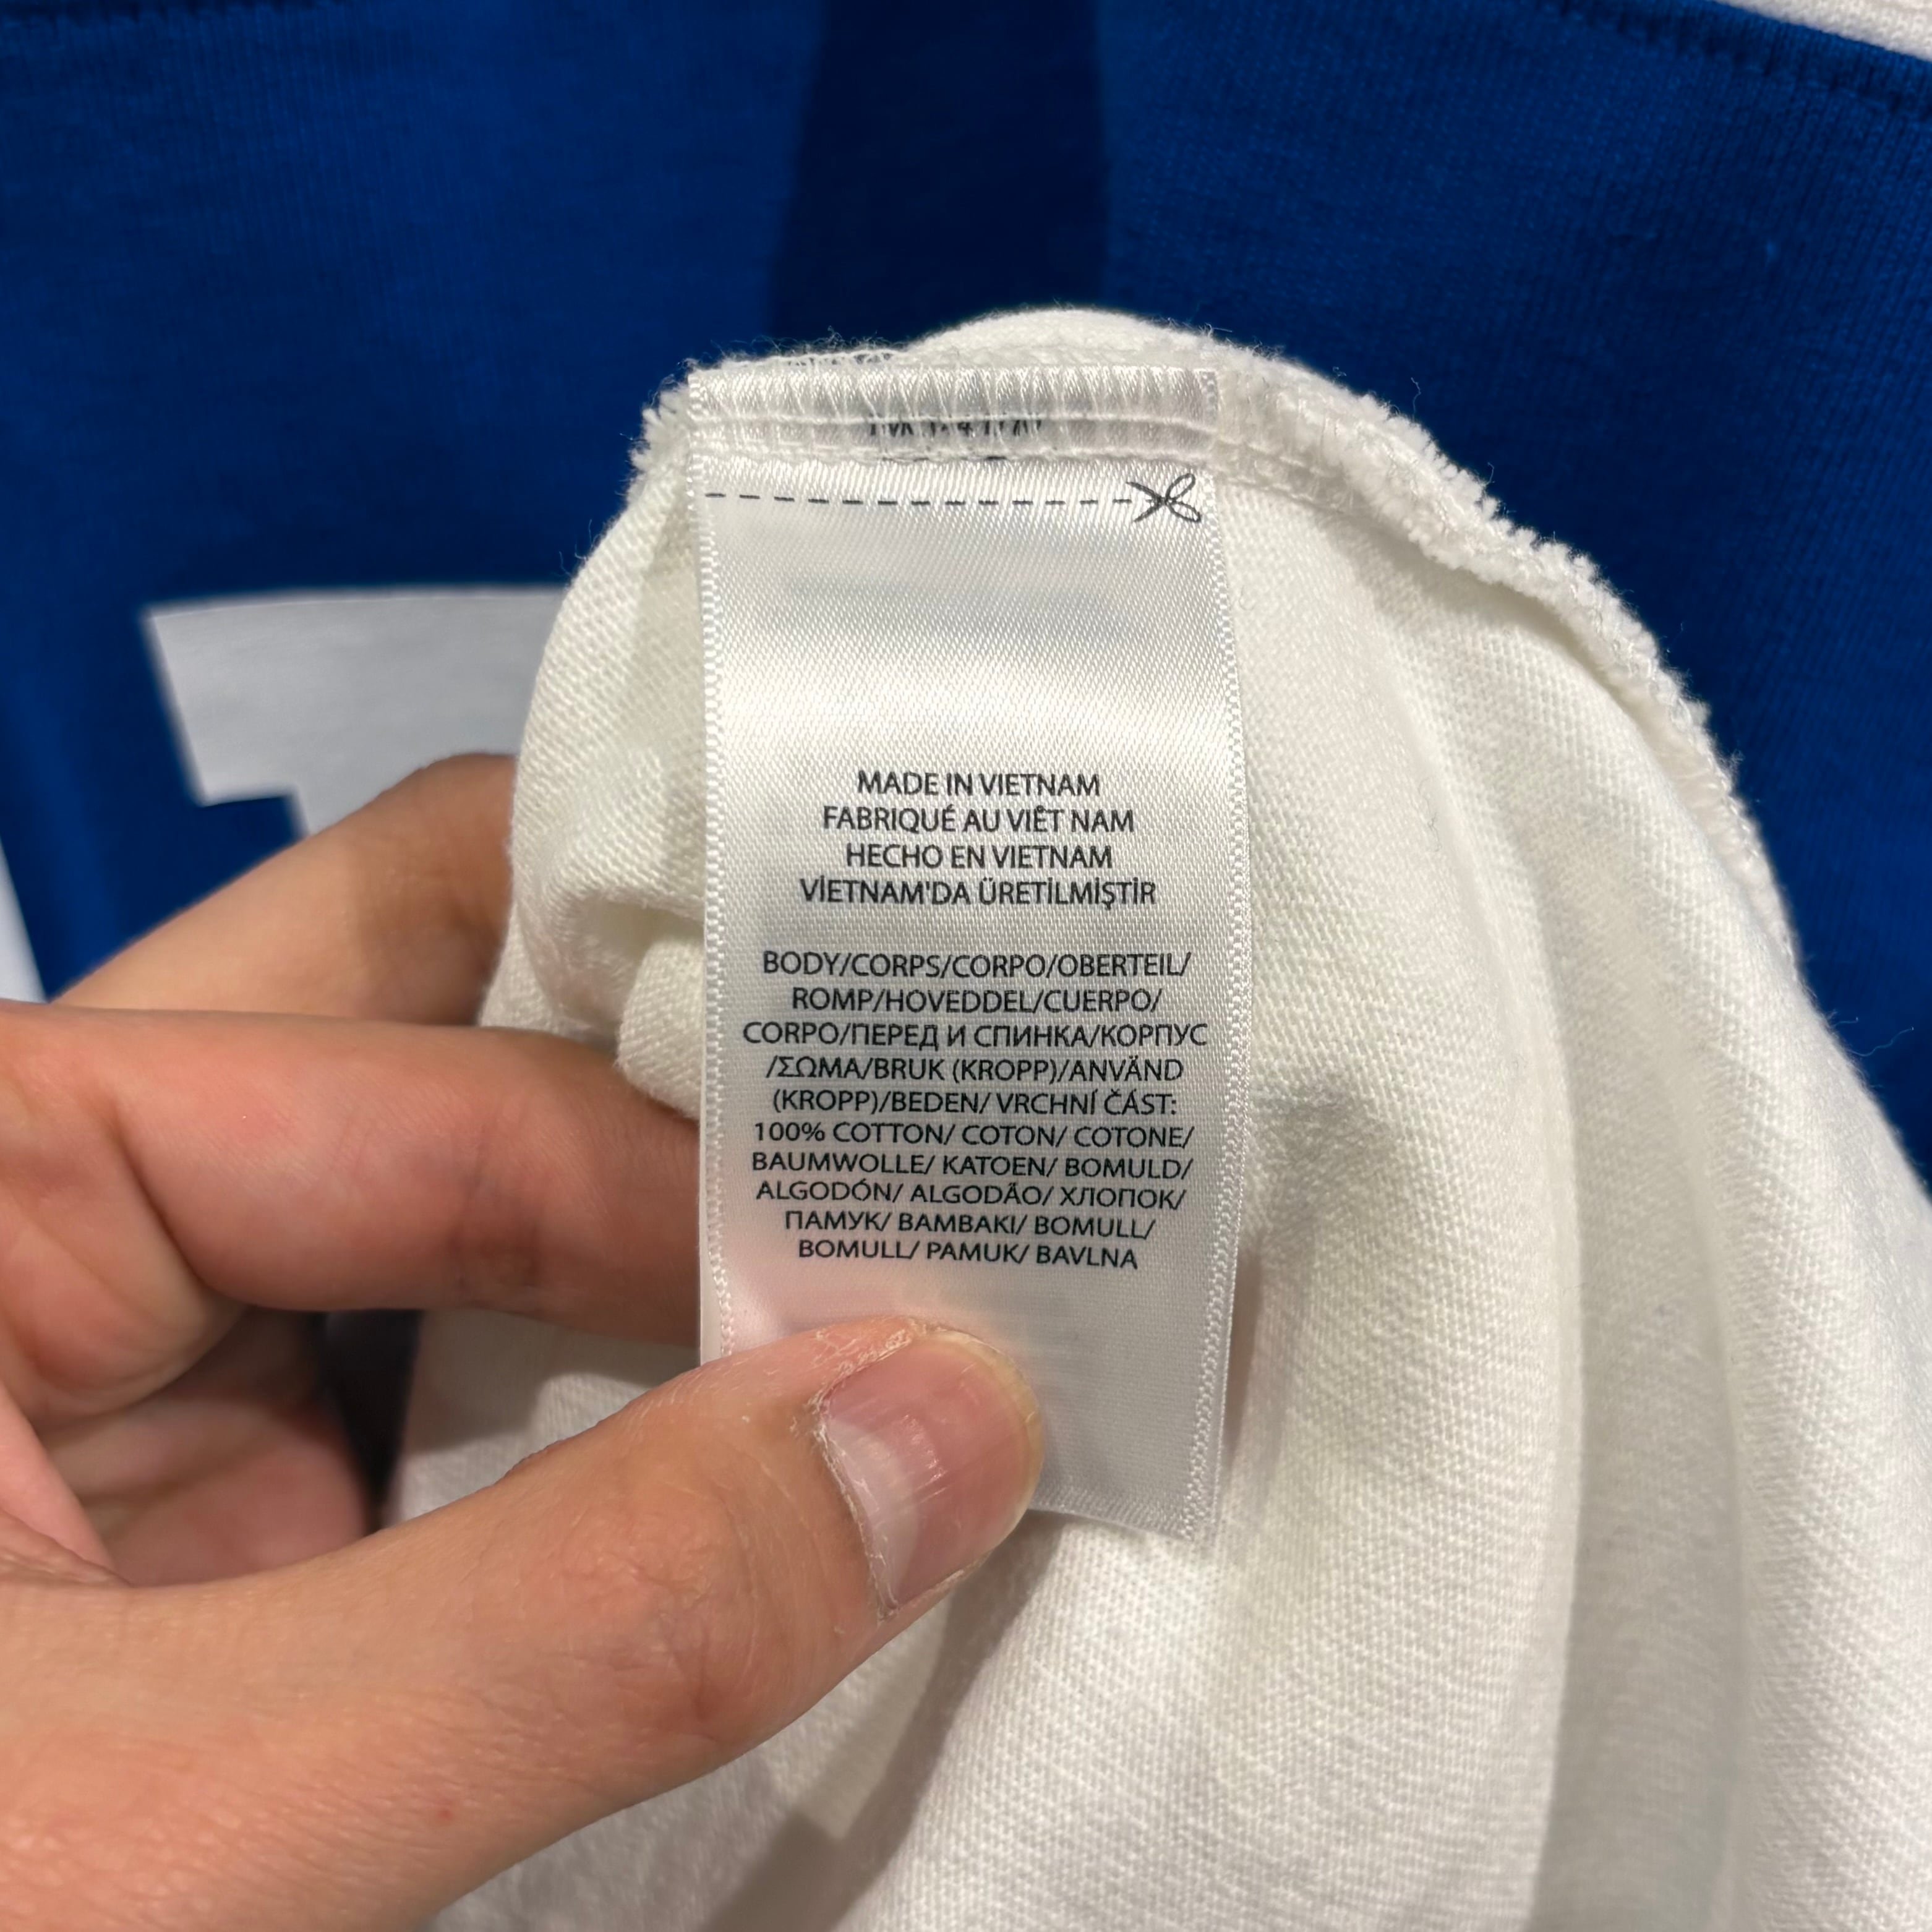 MADE IN VIETNAM
FABRIQUÉ AU VIÊT NAM
HECHO EN VIETNAM
VİETNAM'DA ÜRETİLMİŞTİR
BODY/CORPS/CORPO/OBERTEIL/
ROMP/HOVEDDEL/CUERPO/
CORPO/ПЕРЕД И СПИНКА/КОРПУС
/ΣΩΜΑ/BRUK (KROPP)/ANVÄND
(KROPP)/BEDEN/ VRCHNÍ ČÁST:
100% COTTON/ COTON/ COTONE/
BAUMWOLLE/ KATOEN/ BOMULD/
ALGODÓN/ ALGODÃO/ ХЛОПОК/
ПАМУК/ ΒΑΜΒΑΚΙ/ BOMULL/
BOMULL/ PAMUK/ BAVLNA